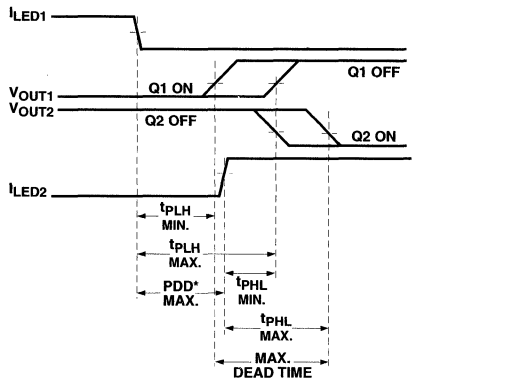 ILED1
Q1 ON
Q1 OFF
VOUT1
VOUT2
Q2 OFF
Q2 ON
ILED2
tPLH
MIN.
tPLH
MAX.
PDD*
MAX.
tPHL
MIN.
tPHL
MAX.
MAX.
DEAD TIME